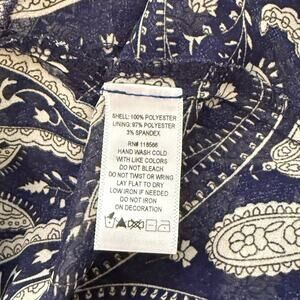 SHELL: 100% POLYESTER
LINING: 97% POLYESTER
3% SPANDEX
RN# 118566
HAND WASH COLD
WITH LIKE COLORS
DO NOT BLEACH
DO NOT TWIST OR WRING
LAY FLAT TO DRY
LOW IRON IF NEEDED
DO NOT IRON
ON DECORATION